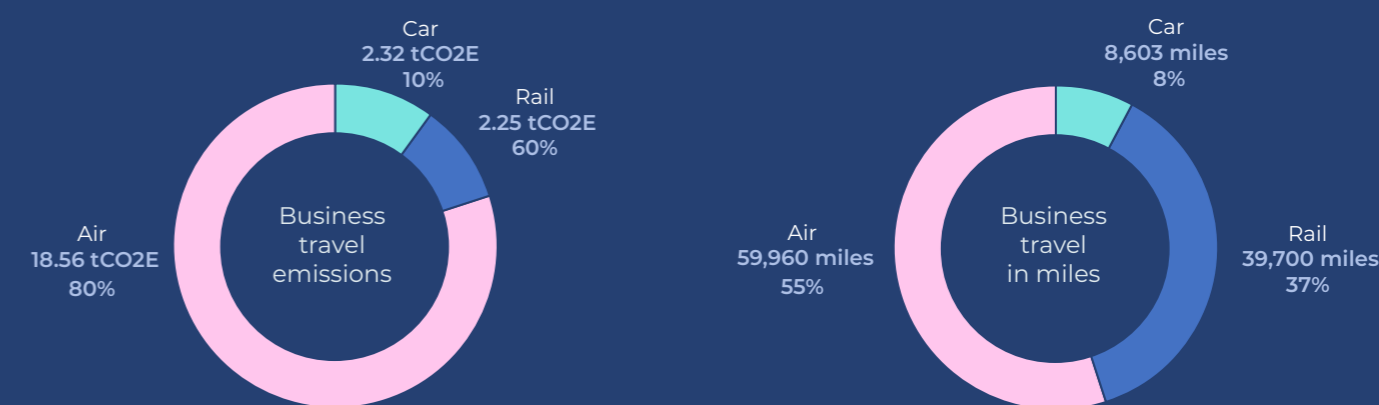 Car
2.32 tCO2E
10%
Rail
2.25 tCO2E
60%
Air
18.56 tCO2E
80%
Business
travel
emissions
Car
8,603 miles
8%
Rail
39,700 miles
37%
Air
59,960 miles
55%
Business
travel
in miles